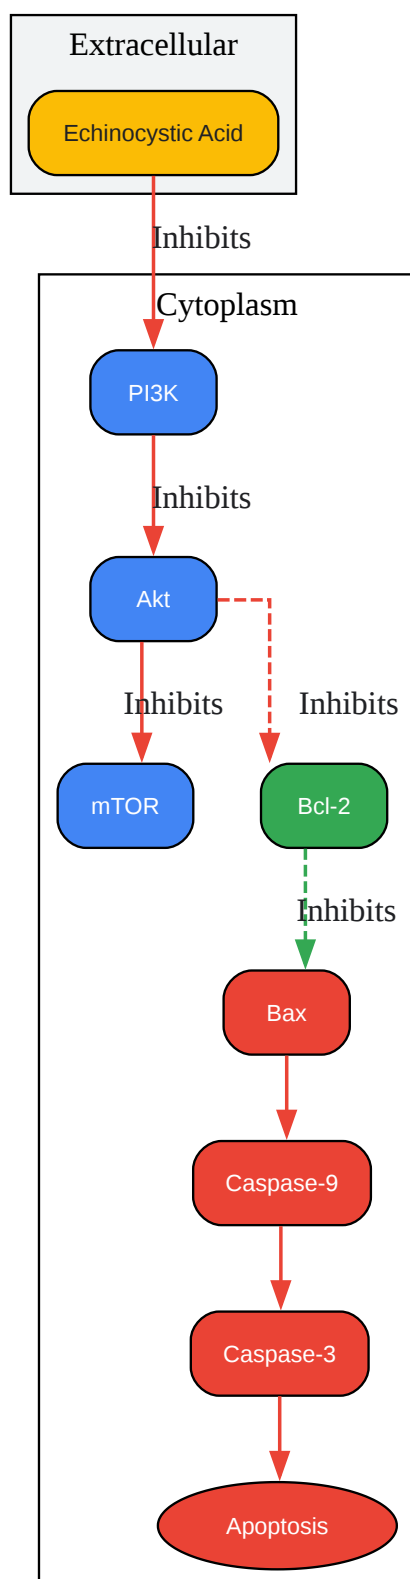 Extracellular
Echinocystic Acid
Inhibits
Cytoplasm
PI3K
Inhibits
Akt
Inhibits
Inhibits
mTOR
Bcl-2
Inhibits
Bax
Caspase-9
Caspase-3
Apoptosis